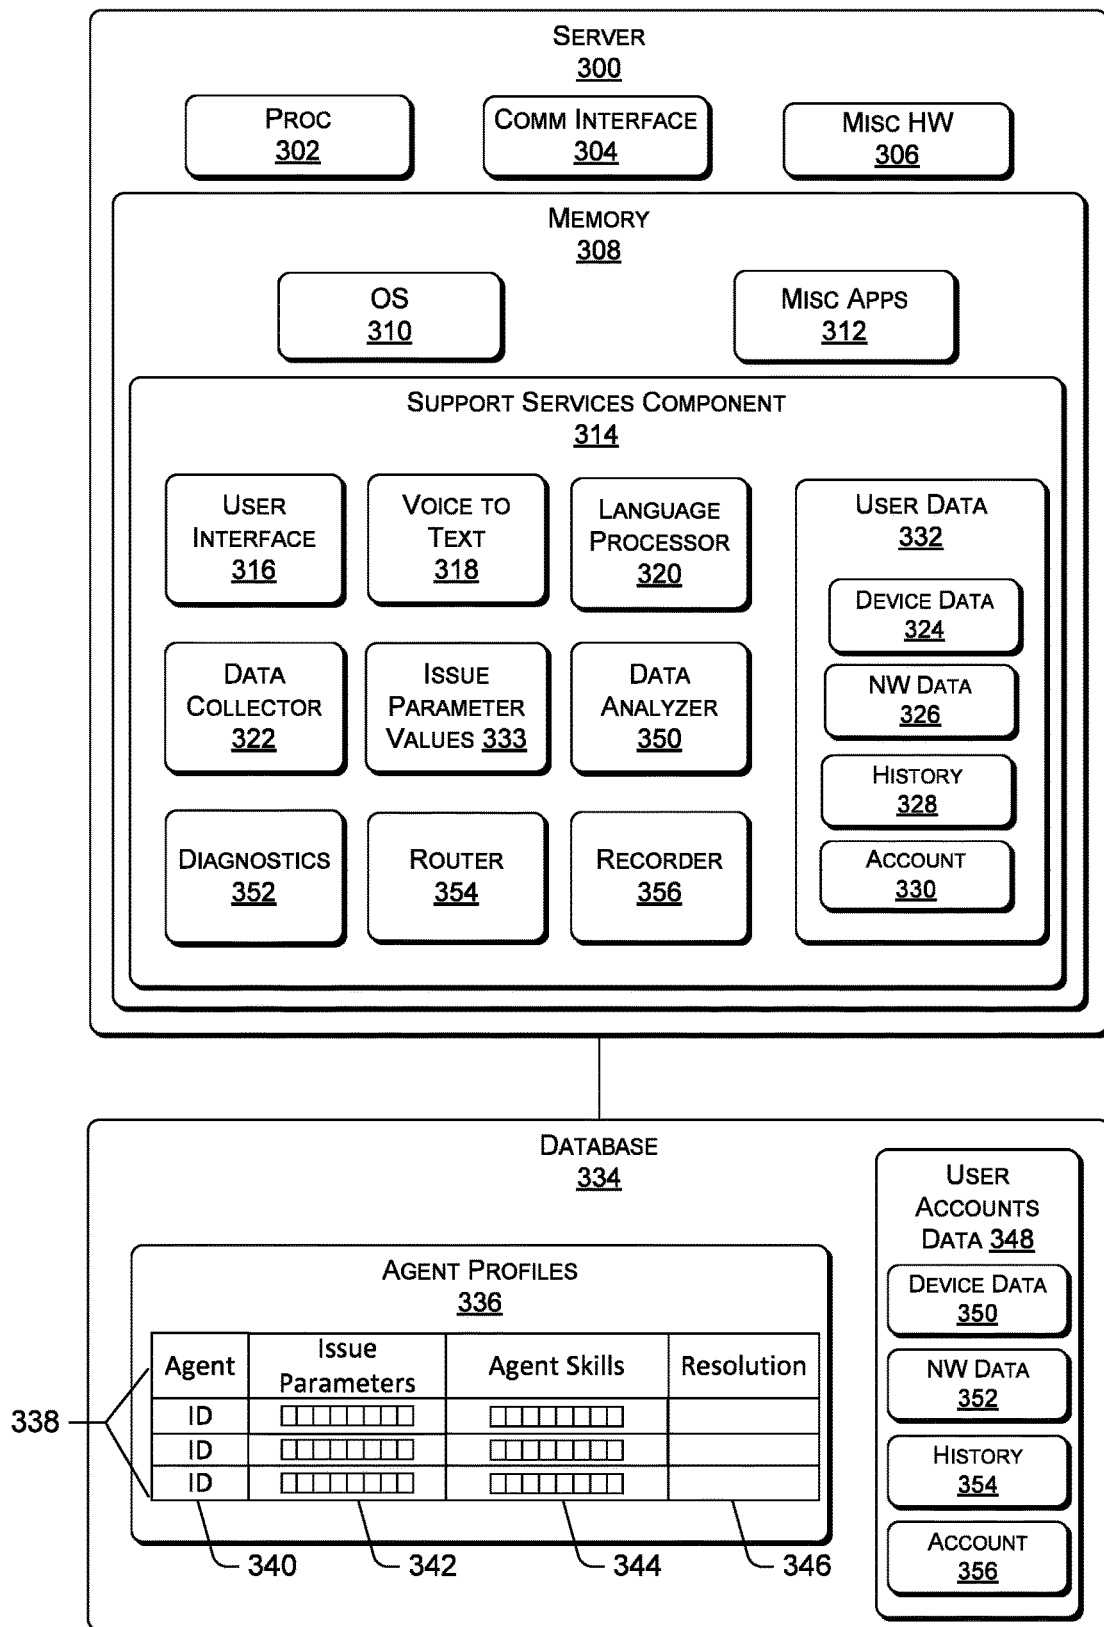 SERVER
300
PROC
302
COMM INTERFACE
304
MISC HW
306
MEMORY
308
OS
310
MISC APPS
312
SUPPORT SERVICES COMPONENT
314
USER
INTERFACE
316
VOICE TO
TEXT
318
LANGUAGE
PROCESSOR
320
DATA
COLLECTOR
322
ISSUE
PARAMETER
VALUES 333
DATA
ANALYZER
350
DIAGNOSTICS
352
ROUTER
354
RECORDER
356
USER DATA
332
DEVICE DATA
324
NW DATA
326
HISTORY
328
ACCOUNT
330
DATABASE
334
AGENT PROFILES
336
Agent
Issue
Parameters
Agent Skills
Resolution
ID
ID
ID
338
340
342
344
346
USER
ACCOUNTS
DATA 348
DEVICE DATA
350
NW DATA
352
HISTORY
354
ACCOUNT
356